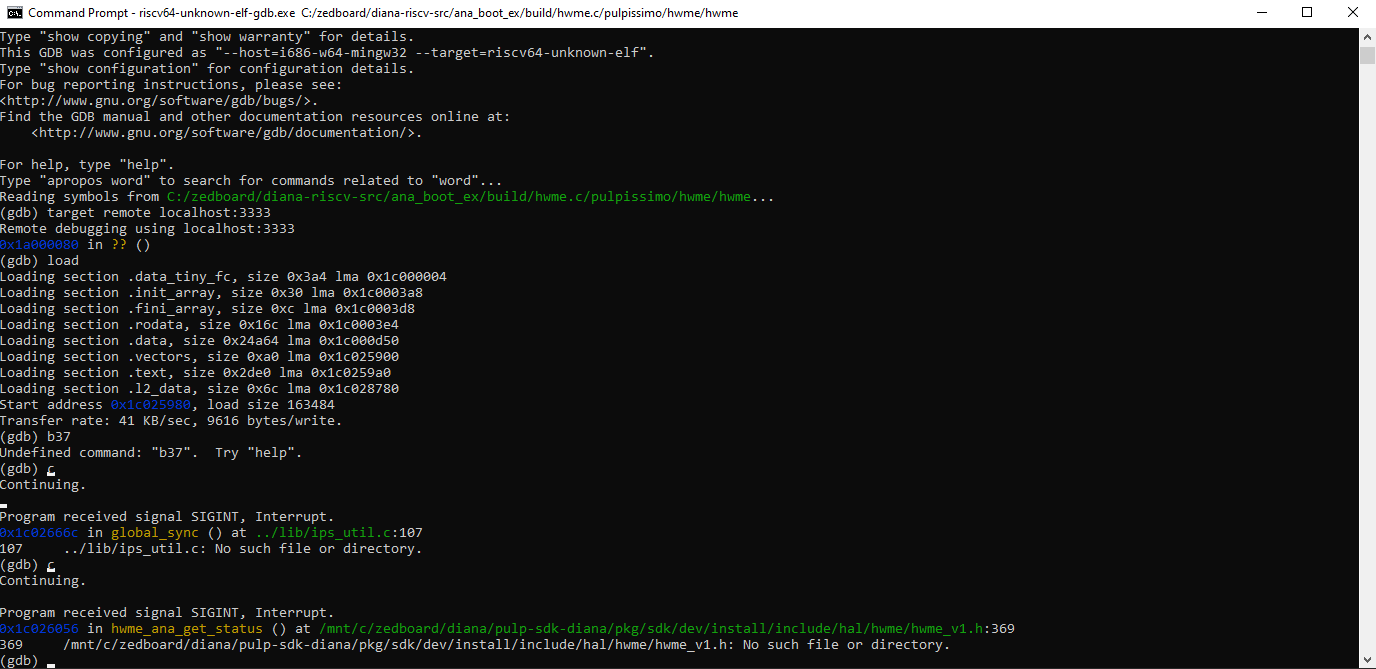 Command Prompt - riscv64-unknown-elf-gdb.exe C:/zedboard/diana-riscv-src/ana_boot_ex/build/hwme.c/pulpissimo/hwme/hwme
Type "show copying" and "show warranty" for details.
This GDB was configured as "--host=i686-w64-mingw32 --target=riscv64-unknown-elf".
Type "show configuration" for configuration details.
For bug reporting instructions, please see:
<http://www.gnu.org/software/gdb/bugs/>.
Find the GDB manual and other documentation resources online at:
    <http://www.gnu.org/software/gdb/documentation/>.

For help, type "help".
Type "apropos word" to search for commands related to "word"...
Reading symbols from C:/zedboard/diana-riscv-src/ana_boot_ex/build/hwme.c/pulpissimo/hwme/hwme...
(gdb) target remote localhost:3333
Remote debugging using localhost:3333
0x1a000080 in ?? ()
(gdb) load
Loading section .data_tiny_fc, size 0x3a4 lma 0x1c000004
Loading section .init_array, size 0x30 lma 0x1c0003a8
Loading section .fini_array, size 0xc lma 0x1c0003d8
Loading section .rodata, size 0x16c lma 0x1c0003e4
Loading section .data, size 0x24a64 lma 0x1c000d50
Loading section .vectors, size 0xa0 lma 0x1c025900
Loading section .text, size 0x2de0 lma 0x1c0259a0
Loading section .l2_data, size 0x6c lma 0x1c028780
Start address 0x1c025980, load size 163484
Transfer rate: 41 KB/sec, 9616 bytes/write.
(gdb) b37
Undefined command: "b37".  Try "help".
(gdb) c
Continuing.

Program received signal SIGINT, Interrupt.
0x1c02666c in global_sync () at ../lib/ips_util.c:107
107     ../lib/ips_util.c: No such file or directory.
(gdb) c
Continuing.

Program received signal SIGINT, Interrupt.
0x1c026056 in hwme_ana_get_status () at /mnt/c/zedboard/diana/pulp-sdk-diana/pkg/sdk/dev/install/include/hal/hwme/hwme_v1.h:369
369     /mnt/c/zedboard/diana/pulp-sdk-diana/pkg/sdk/dev/install/include/hal/hwme/hwme_v1.h: No such file or directory.
(gdb)